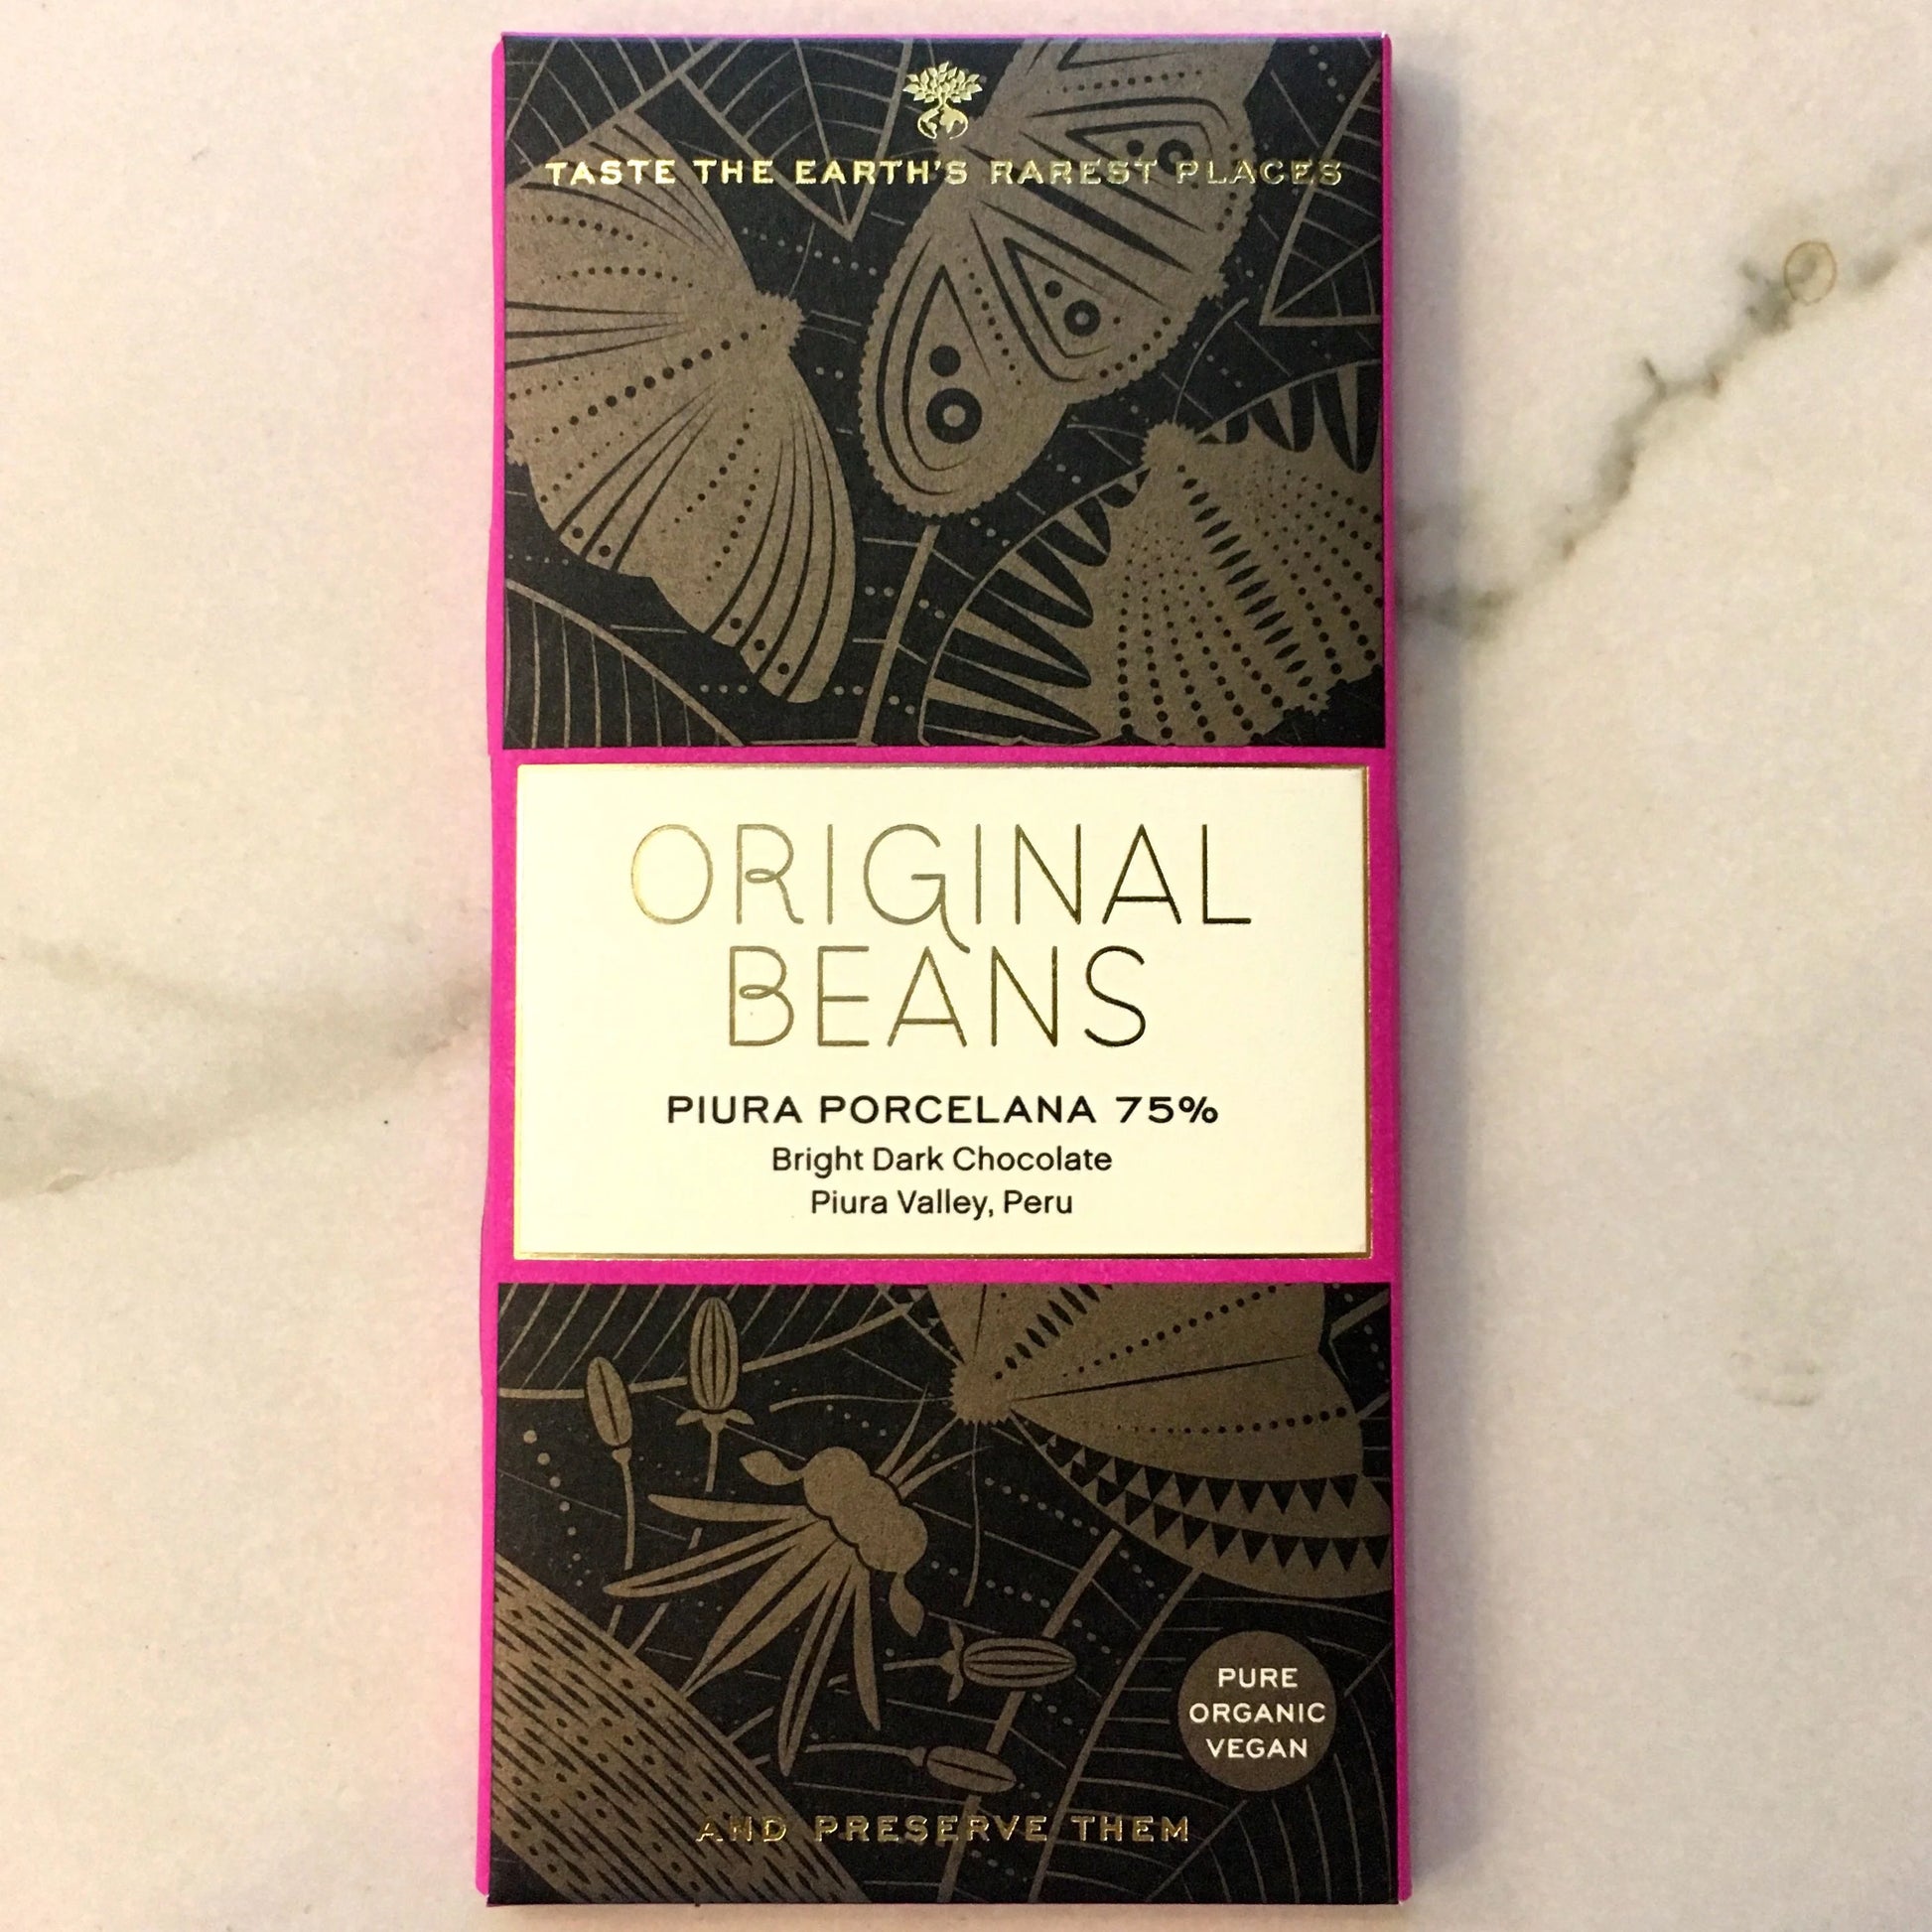 TASTE THE EARTH'S RAREST PLACES
ORIGINAL
BEANS
PIURA PORCELANA 75%
Bright Dark Chocolate
Piura Valley, Peru
PURE
ORGANIC
VEGAN
AND PRESERVE THEM